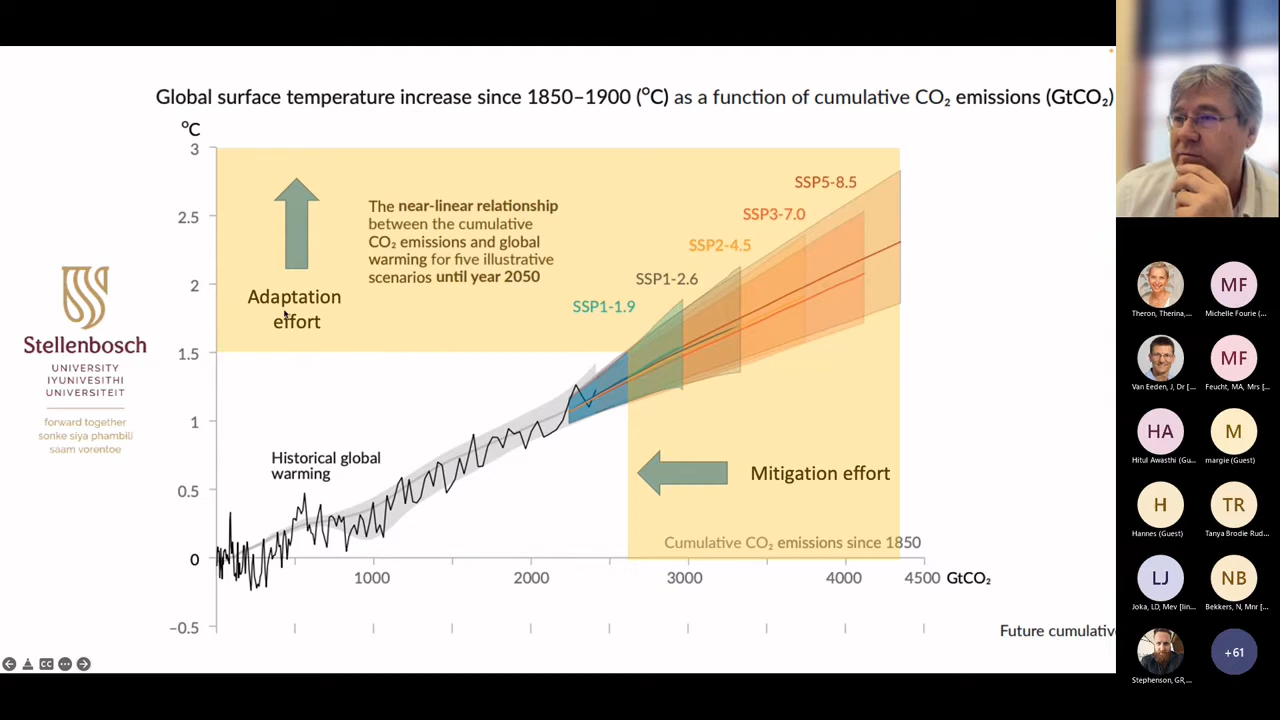 Global surface temperature increase since 1850–1900 (°C) as a function of cumulative CO₂ emissions (GtCO₂)
°C
3
2.5
2
1.5
1
0.5
0
−0.5
Adaptation
effort
The near-linear relationship
between the cumulative
CO₂ emissions and global
warming for five illustrative
scenarios until year 2050
SSP5-8.5
SSP3-7.0
SSP2-4.5
SSP1-2.6
SSP1-1.9
Historical global
warming
Mitigation effort
Cumulative CO₂ emissions since 1850
1000
2000
3000
4000
4500
GtCO₂
Future cumulativ
Stellenbosch
UNIVERSITY
IYUNIVESITHI
UNIVERSITEIT
forward together
sonke siya phambili
saam vorentoe
CC
Theron, Therina,...
MF
Michelle Fourie (...
Van Eeden, J, Dr [...
MF
Feucht, MA, Mrs [...
HA
Hitul Awasthi (Gu...
M
margie (Guest)
H
Hannes (Guest)
TR
Tanya Brodie Rud...
LJ
Joka, LD, Mev [lin...
NB
Bekkers, N, Mnr [...
Stephenson, GR,...
+61